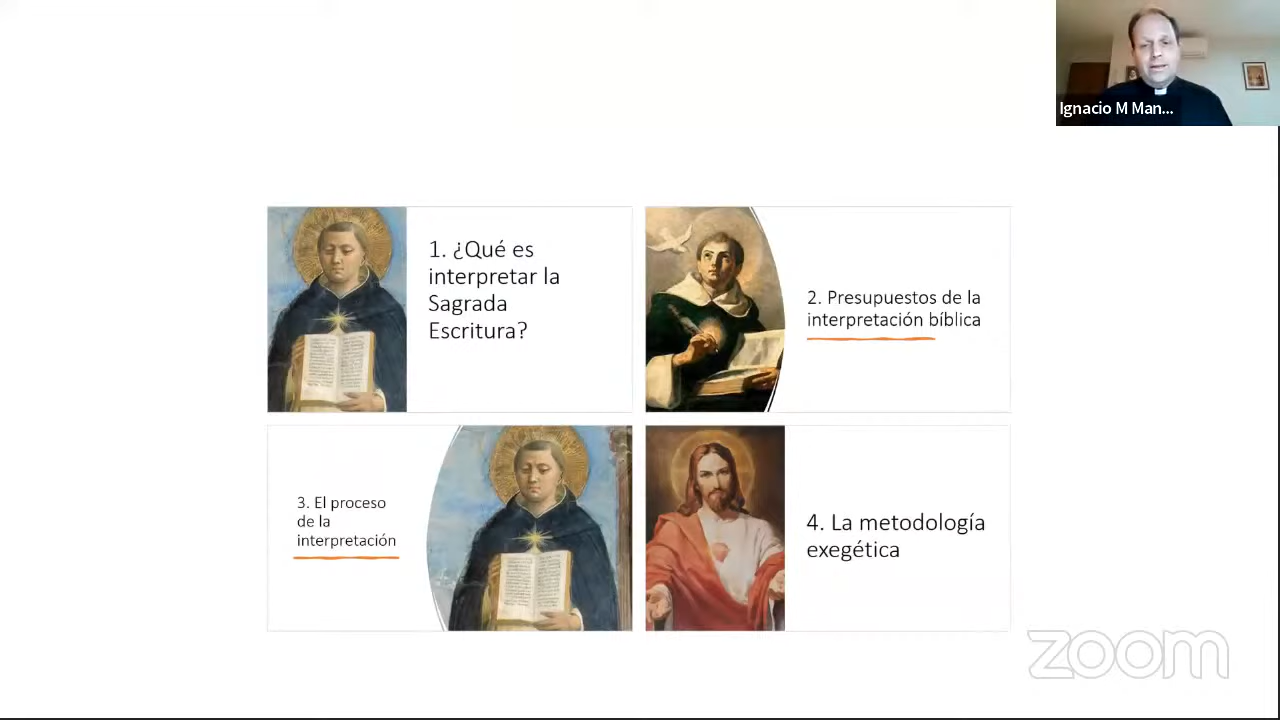 Ignacio M Man...
1. ¿Qué es
interpretar la
Sagrada
Escritura?
2. Presupuestos de la
interpretación bíblica
3. El proceso
de la
interpretación
4. La metodología
exegética
zoom